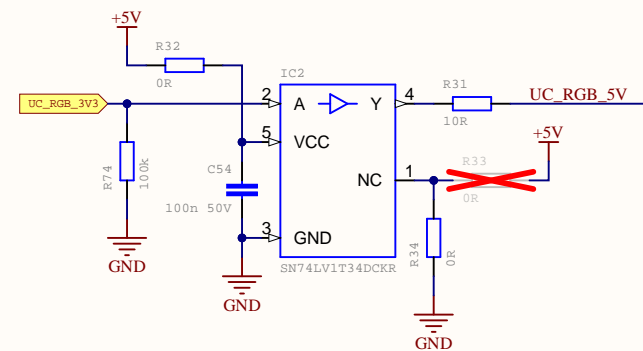 +5V
R32
0R
IC2
UC_RGB_3V3
2
A
Y
4
R31
10R
UC_RGB_5V
5
VCC
+5V
R74
100k
C54
100n 50V
NC
1
R33
0R
3
GND
R34
0R
SN74LV1T34DCKR
GND
GND
GND